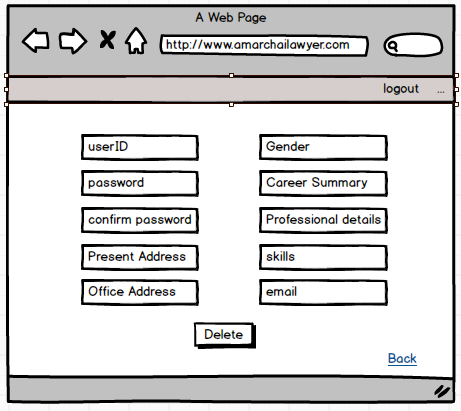 A Web Page
http://www.amarchailawyer.com
logout ...
userID
Gender
password
Career Summary
confirm password
Professional details
Present Address
skills
Office Address
email
Delete
Back